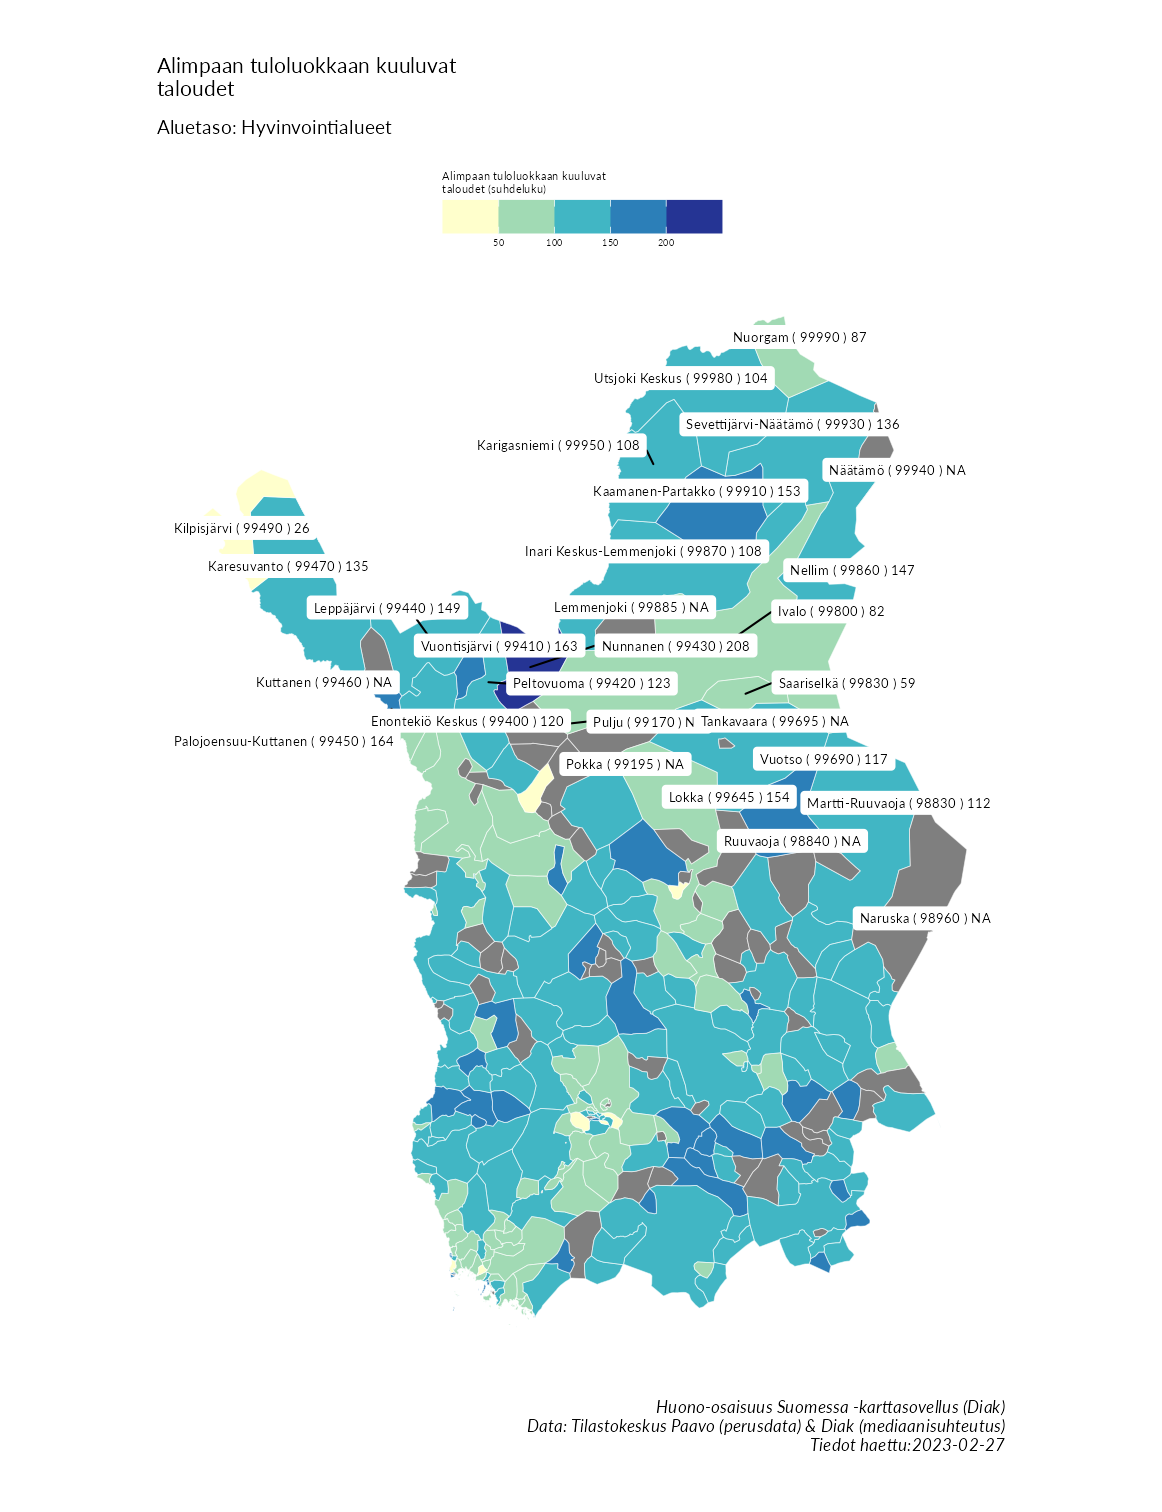 Alimpaan tuloluokkaan kuuluvat
taloudet
Aluetaso: Hyvinvointialueet
Alimpaan tuloluokkaan kuuluvat
taloudet (suhdeluku)
50 100 150 200
Nuorgam ( 99990 ) 87
Utsjoki Keskus ( 99980 ) 104
Sevettijärvi-Näätämö ( 99930 ) 136
Karigasniemi ( 99950 ) 108
Näätämö ( 99940 ) NA
Kaamanen-Partakko ( 99910 ) 153
Kilpisjärvi ( 99490 ) 26
Inari Keskus-Lemmenjoki ( 99870 ) 108
Karesuvanto ( 99470 ) 135
Nellim ( 99860 ) 147
Leppäjärvi ( 99440 ) 149
Lemmenjoki ( 99885 ) NA
Ivalo ( 99800 ) 82
Vuontisjärvi ( 99410 ) 163
Nunnanen ( 99430 ) 208
Kuttanen ( 99460 ) NA
Peltovuoma ( 99420 ) 123
Saariselkä ( 99830 ) 59
Enontekiö Keskus ( 99400 ) 120
Pulju ( 99170 ) N
Tankavaara ( 99695 ) NA
Palojoensuu-Kuttanen ( 99450 ) 164
Pokka ( 99195 ) NA
Vuotso ( 99690 ) 117
Lokka ( 99645 ) 154
Martti-Ruuvaoja ( 98830 ) 112
Ruuvaoja ( 98840 ) NA
Naruska ( 98960 ) NA
Huono-osaisuus Suomessa -karttasovellus (Diak)
Data: Tilastokeskus Paavo (perusdata) & Diak (mediaanisuhteutus)
Tiedot haettu:2023-02-27